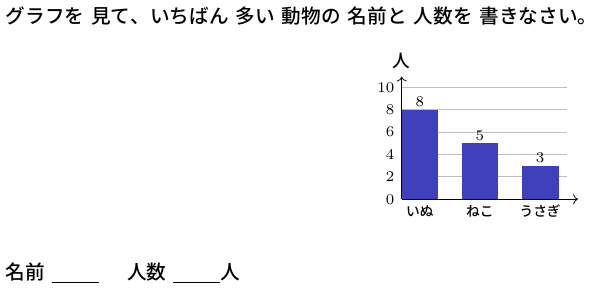 グラフを 見て、いちばん 多い 動物の 名前と 人数を 書きなさい。
人
10
8
6
4
2
0
8
5
3
いぬ ねこ うさぎ
名前 _____ 人数 _____人